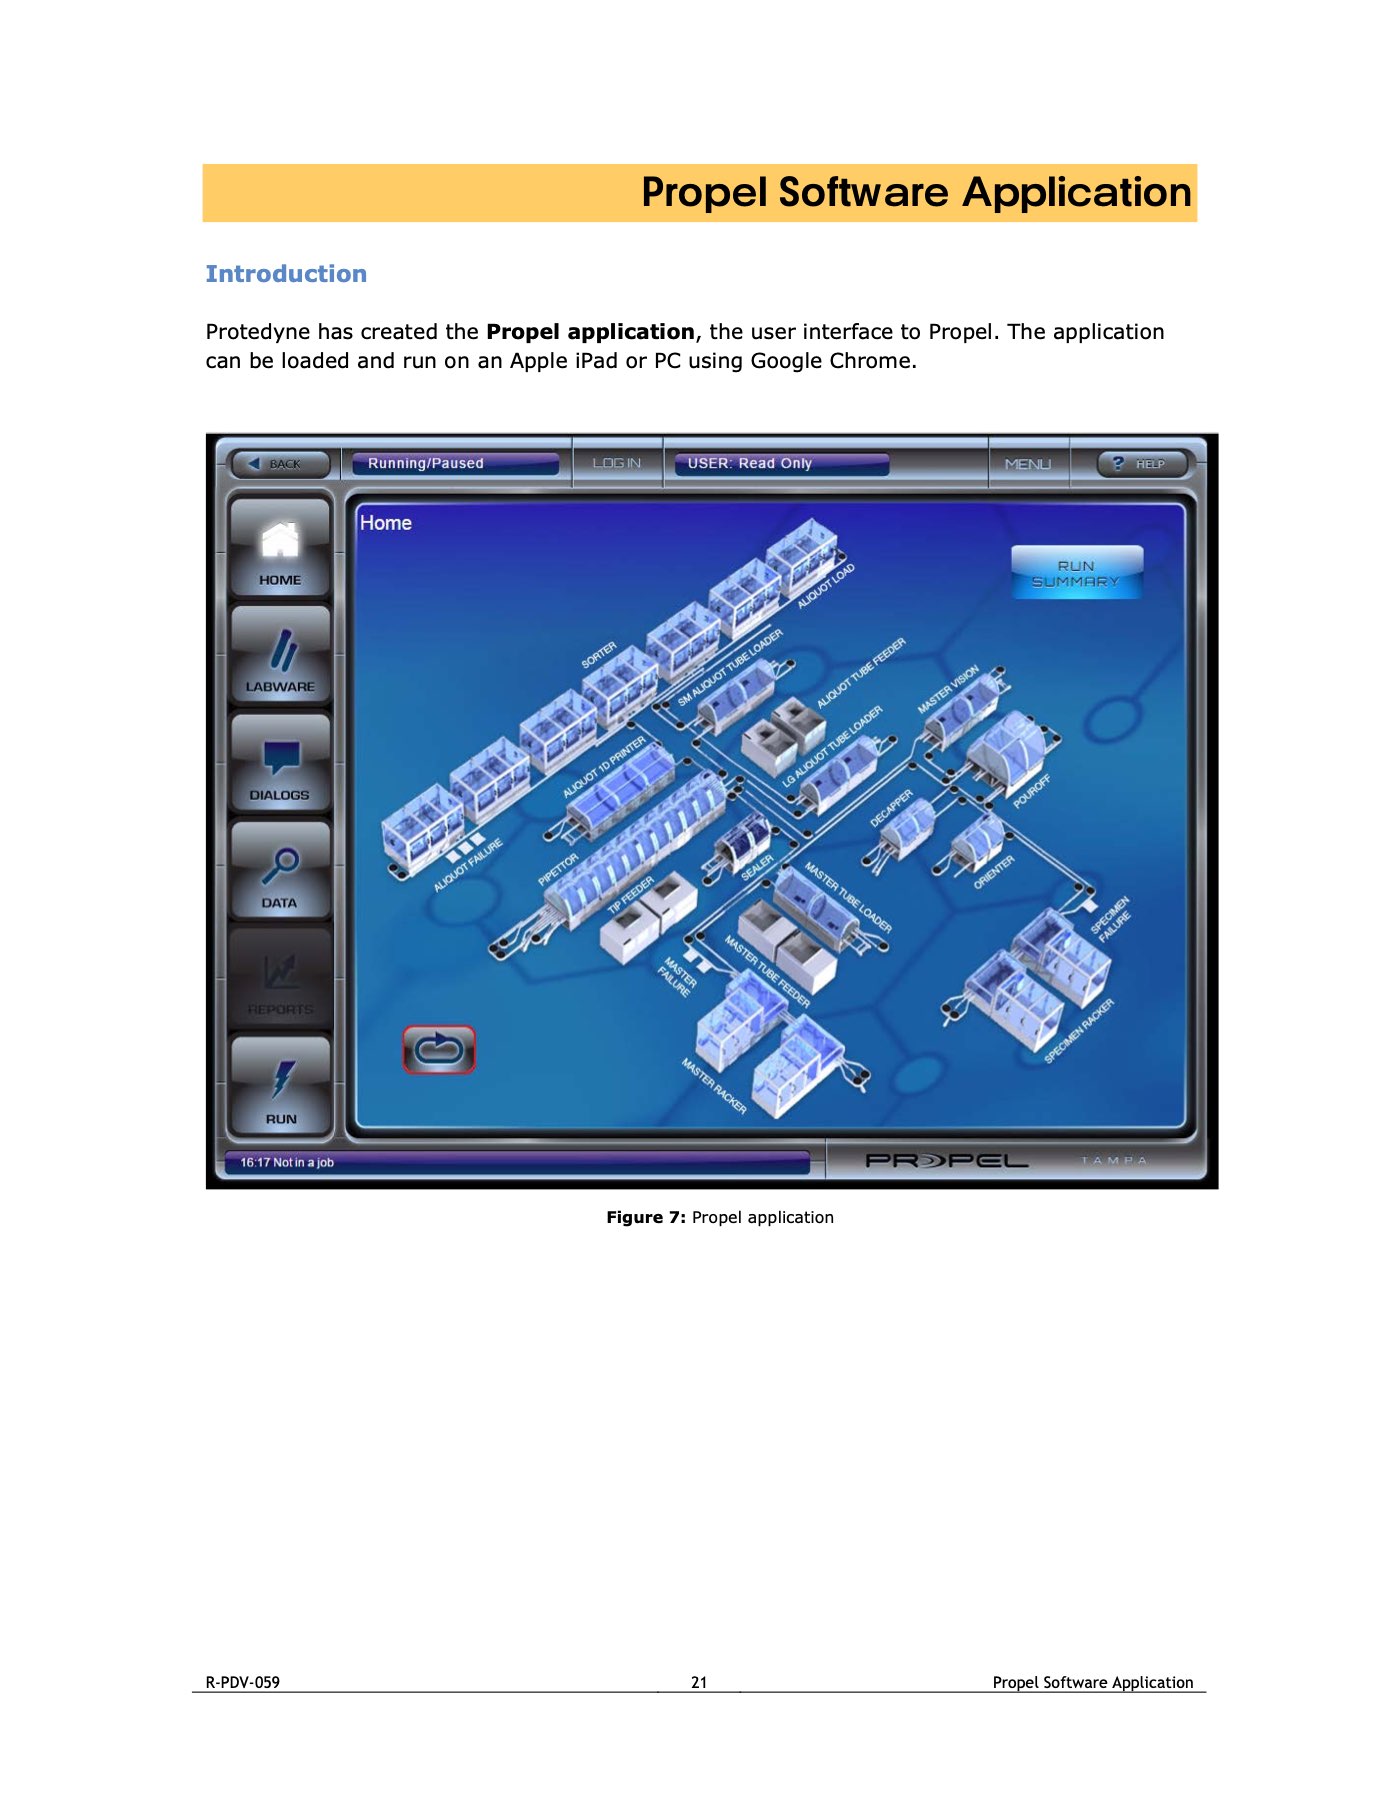 Propel Software Application
Introduction
Protedyne has created the Propel application, the user interface to Propel. The application
can be loaded and run on an Apple iPad or PC using Google Chrome.
BACK
Running/Paused
LOG IN
USER: Read Only
MENU
? HELP
HOME
LABWARE
DIALOGS
DATA
REPORTS
RUN
Home
RUN
SUMMARY
ALIQUOT LOAD
SORTER
SM ALIQUOT TUBE LOADER
ALIQUOT TUBE FEEDER
MASTER VISION
LG ALIQUOT TUBE LOADER
ALIQUOT 1D PRINTER
POUROFF
DECAPPER
ALIQUOT FAILURE
PIPETTOR
SEALER
ORIENTER
TIP FEEDER
MASTER TUBE LOADER
SPECIMEN
FAILURE
MASTER TUBE FEEDER
MASTER
FAILURE
SPECIMEN RACKER
MASTER RACKER
16:17 Not in a job
PROPEL
TAMPA
Figure 7: Propel application
R-PDV-059
21
Propel Software Application